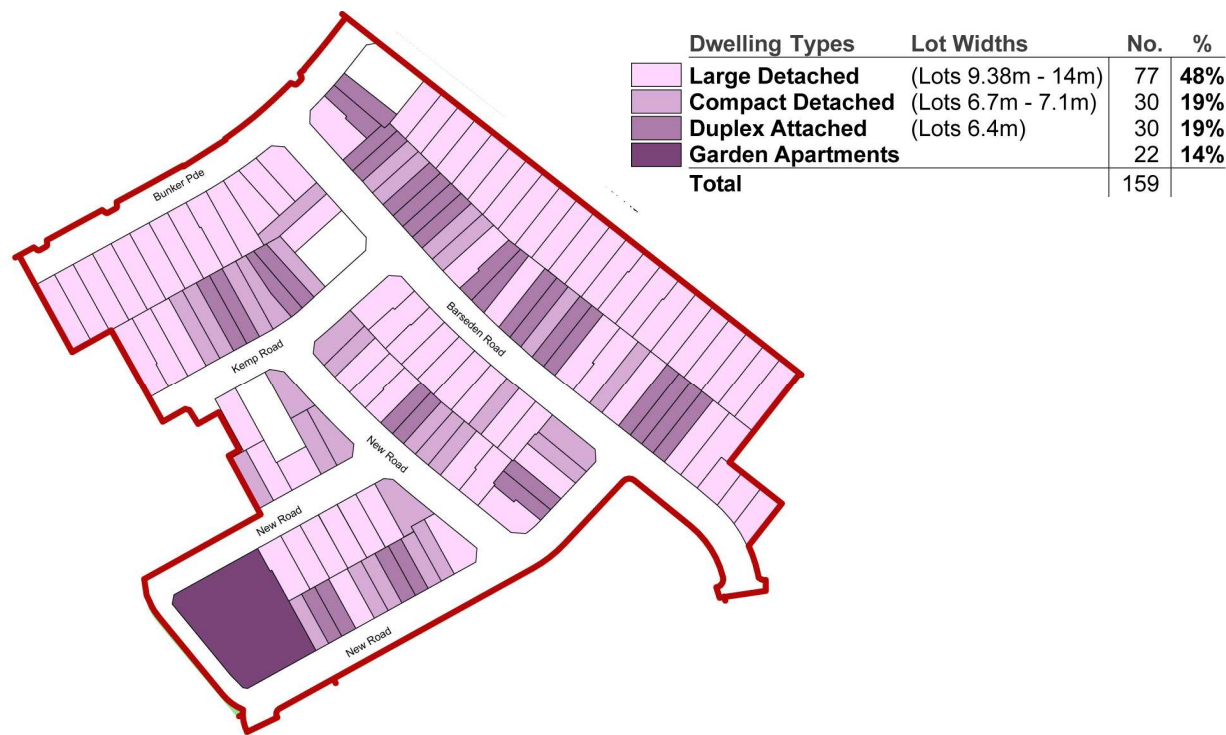 Dwelling Types Lot Widths No. %
Large Detached (Lots 9.38m - 14m) 77 48%
Compact Detached (Lots 6.7m - 7.1m) 30 19%
Duplex Attached (Lots 6.4m) 30 19%
Garden Apartments 22 14%
Total 159
Bunker Pde
Barseden Road
Kemp Road
New Road
New Road
New Road